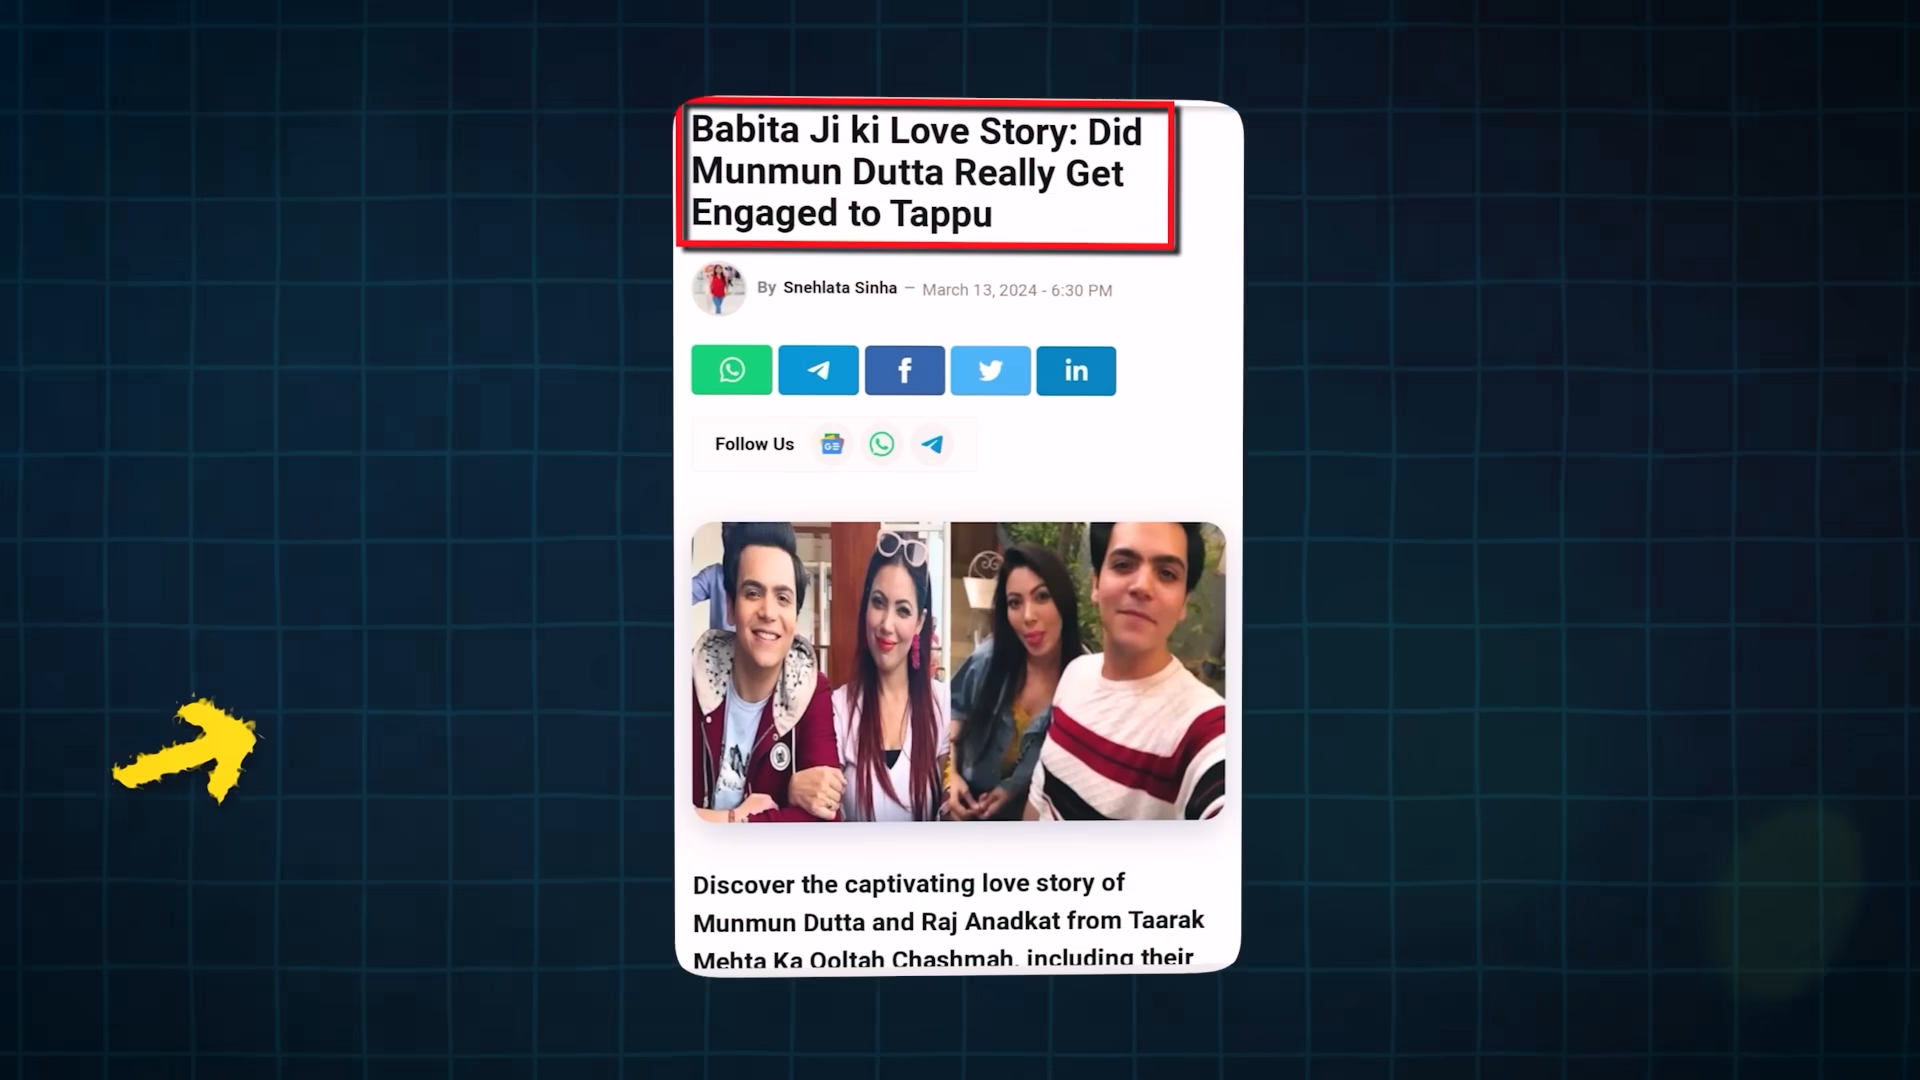 Babita Ji ki Love Story: Did
Munmun Dutta Really Get
Engaged to Tappu
By Snehlata Sinha – March 13, 2024 - 6:30 PM
f
in
Follow Us
GE
Discover the captivating love story of
Munmun Dutta and Raj Anadkat from Taarak
Mehta Ka Ooltah Chashmah, including their